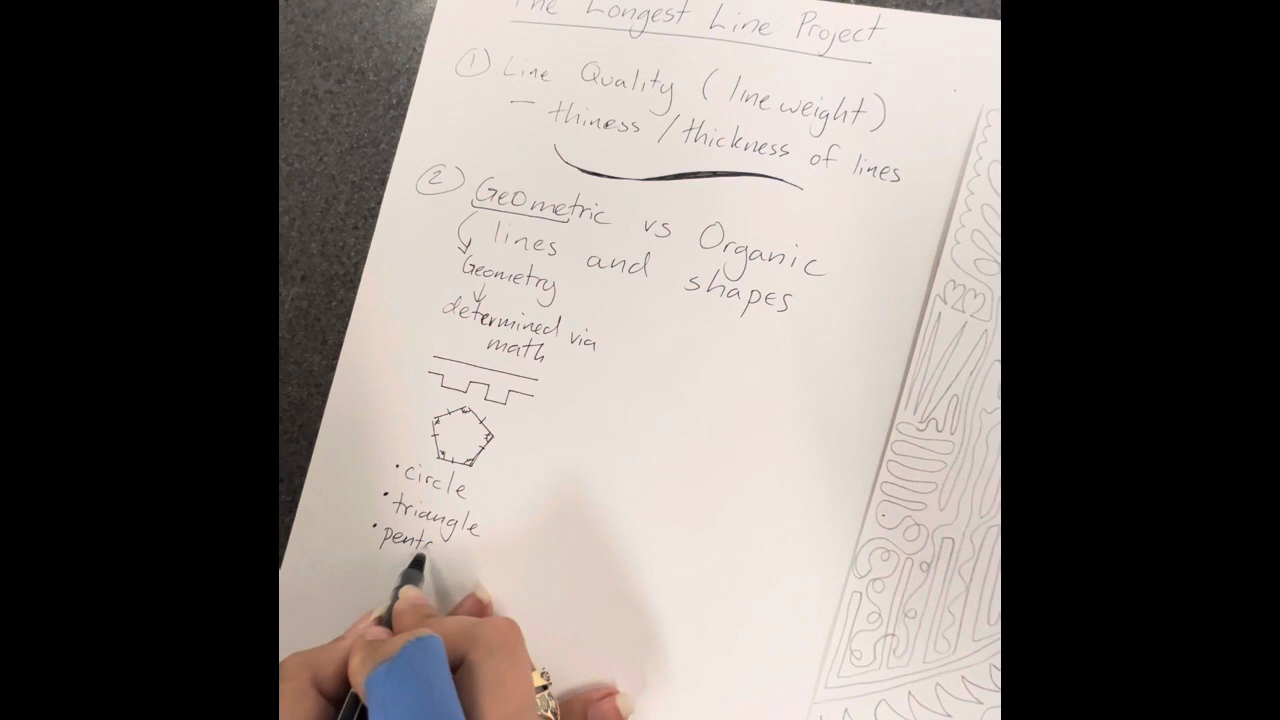 The Longest Line Project
① Line Quality (line weight)
– thiness / thickness of lines
② Geometric vs Organic
lines and shapes
Geometry
determined via
math
• circle
• triangle
• penta